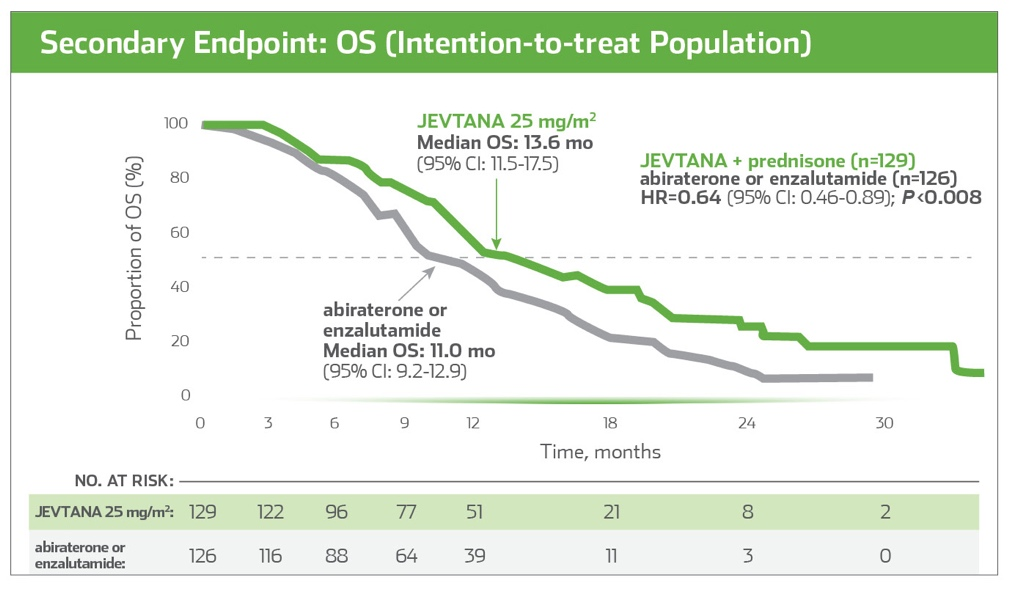 Secondary Endpoint: OS (Intention-to-treat Population)
JEVTANA 25 mg/m²
Median OS: 13.6 mo
(95% CI: 11.5-17.5)
JEVTANA + prednisone (n=129)
abiraterone or enzalutamide (n=126)
HR=0.64 (95% CI: 0.46-0.89); P<0.008
Proportion of OS (%)
100
80
60
40
20
0
abiraterone or
enzalutamide
Median OS: 11.0 mo
(95% CI: 9.2-12.9)
0 3 6 9 12 18 24 30
Time, months
NO. AT RISK:
JEVTANA 25 mg/m²: 129 122 96 77 51 21 8 2
abiraterone or
enzalutamide: 126 116 88 64 39 11 3 0